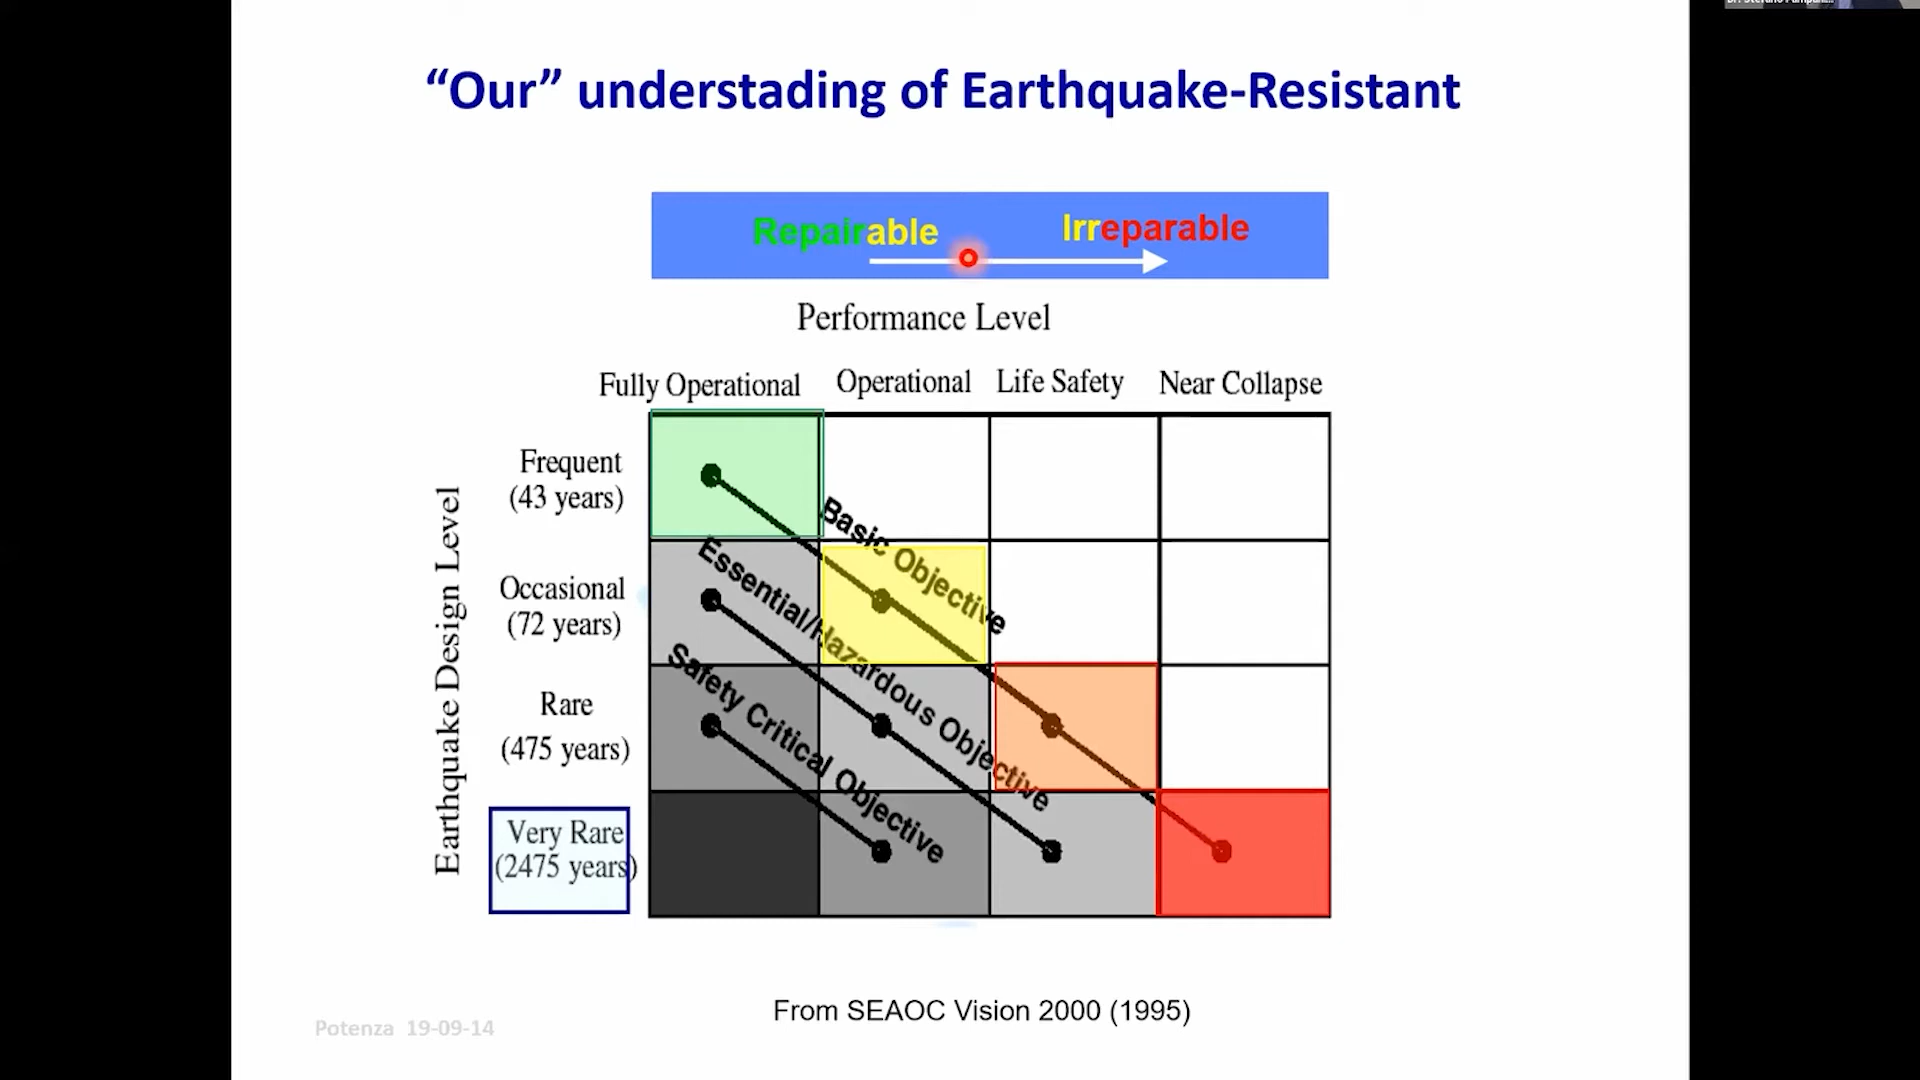 “Our” understading of Earthquake-Resistant
Repairable
Irreparable
Performance Level
Fully Operational
Operational
Life Safety
Near Collapse
Earthquake Design Level
Frequent
(43 years)
Occasional
(72 years)
Rare
(475 years)
Very Rare
(2475 years)
Basic Objective
Essential/Hazardous Objective
Safety Critical Objective
From SEAOC Vision 2000 (1995)
Potenza 19-09-14